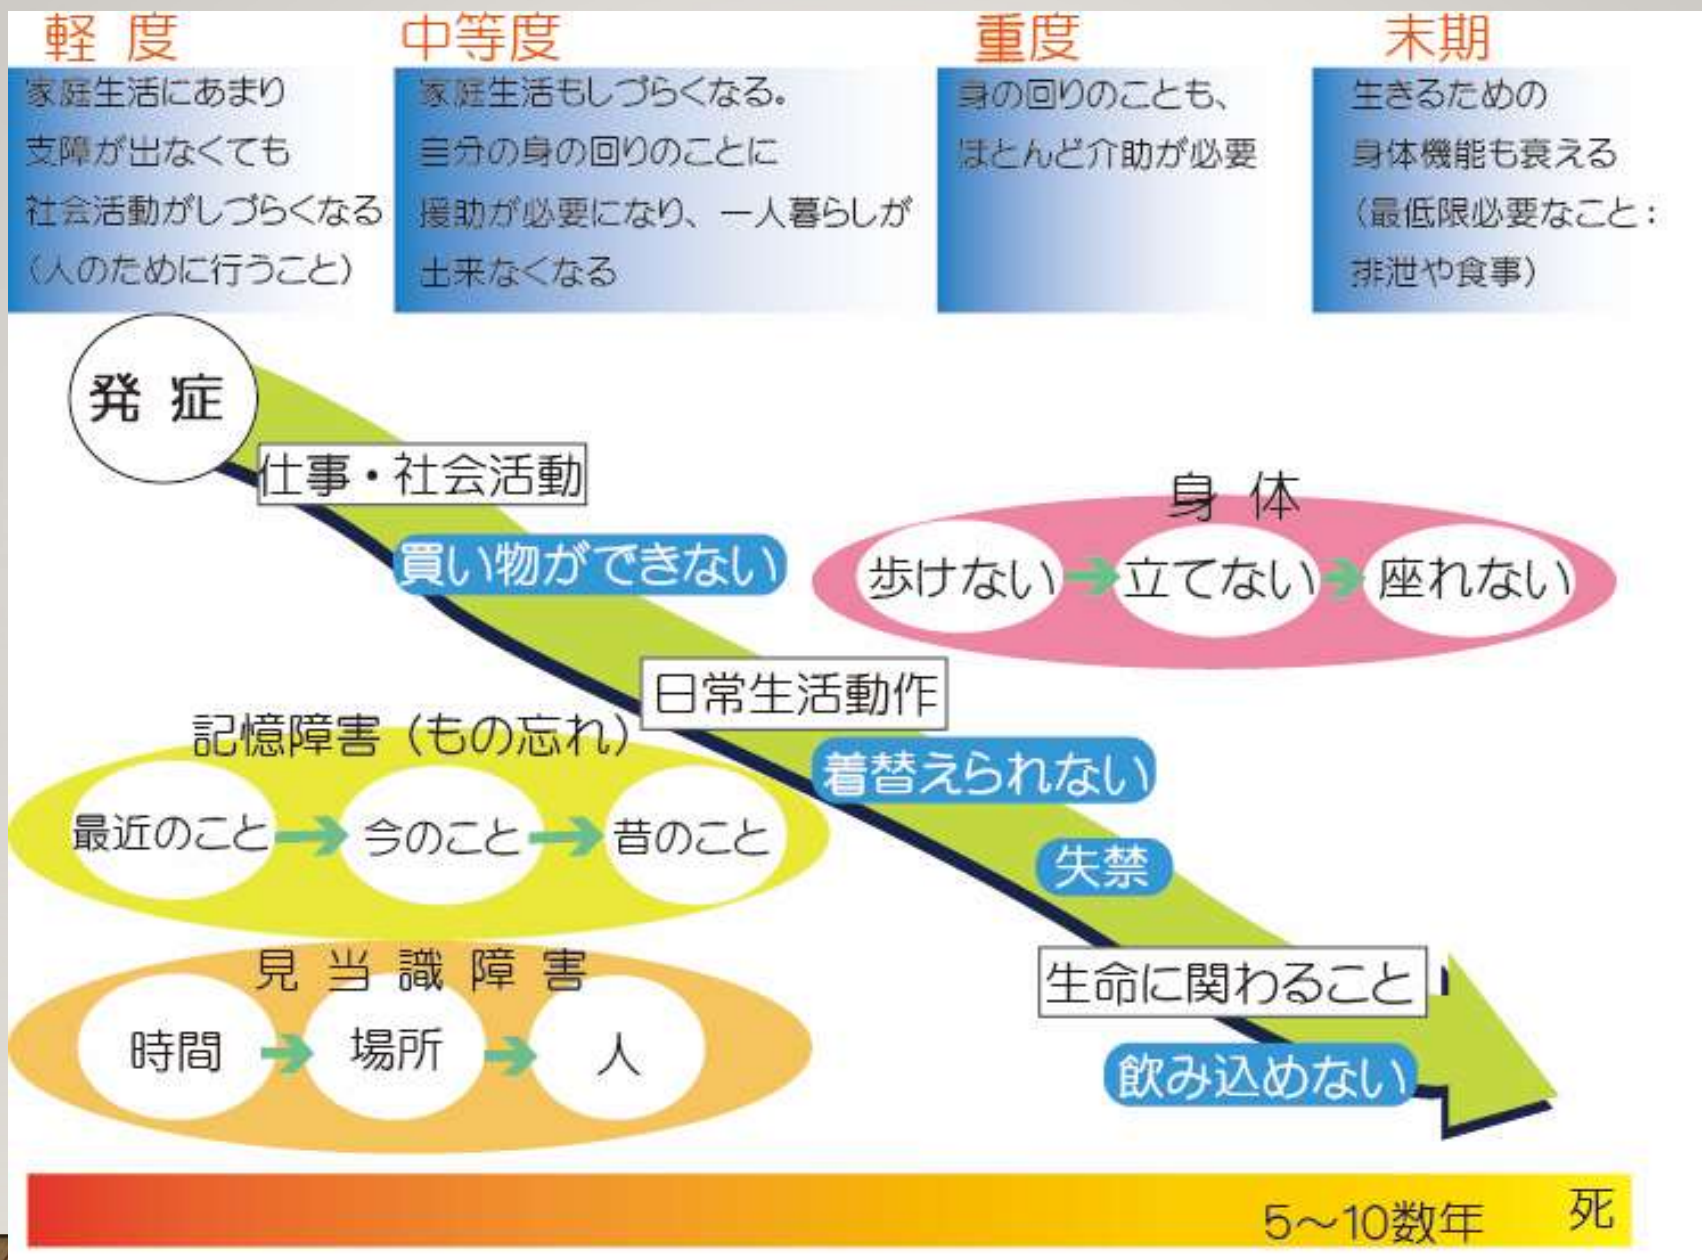 軽 度
家庭生活にあまり
支障が出なくても
社会活動がしづらくなる
（人のために行うこと）
中等度
家庭生活もしづらくなる。
自分の身の回りのことに
援助が必要になり、一人暮らしが
出来なくなる
重度
身の回りのことも、
ほとんど介助が必要
末期
生きるための
身体機能も衰える
（最低限必要なこと：
排泄や食事）
発 症
仕事・社会活動
買い物ができない
身 体
歩けない
立てない
座れない
日常生活動作
着替えられない
失禁
記憶障害（もの忘れ）
最近のこと
今のこと
昔のこと
見 当 識 障 害
時間
場所
人
生命に関わること
飲み込めない
5～10数年
死